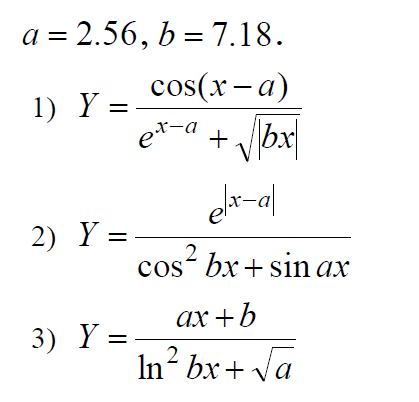 a = 2.56, b = 7.18.
1) Y = cos(x − a) / (e^{x−a} + √|bx|)
2) Y = e^{|x−a|} / (cos² bx + sin ax)
3) Y = (ax + b) / (ln² bx + √a)